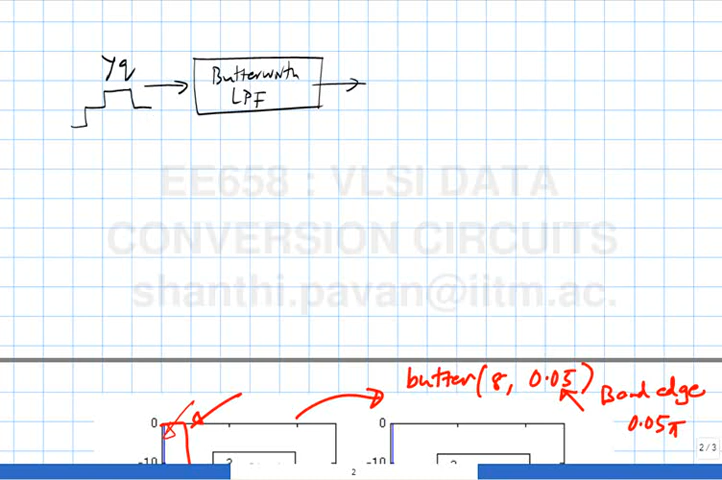 yq
Butterworth
LPF
EE658 : VLSI DATA
CONVERSION CIRCUITS
shanthi.pavan@iitm.ac.
butter(8, 0.05)
Band edge
0.05π
0
0
-10
-10
2
2/3